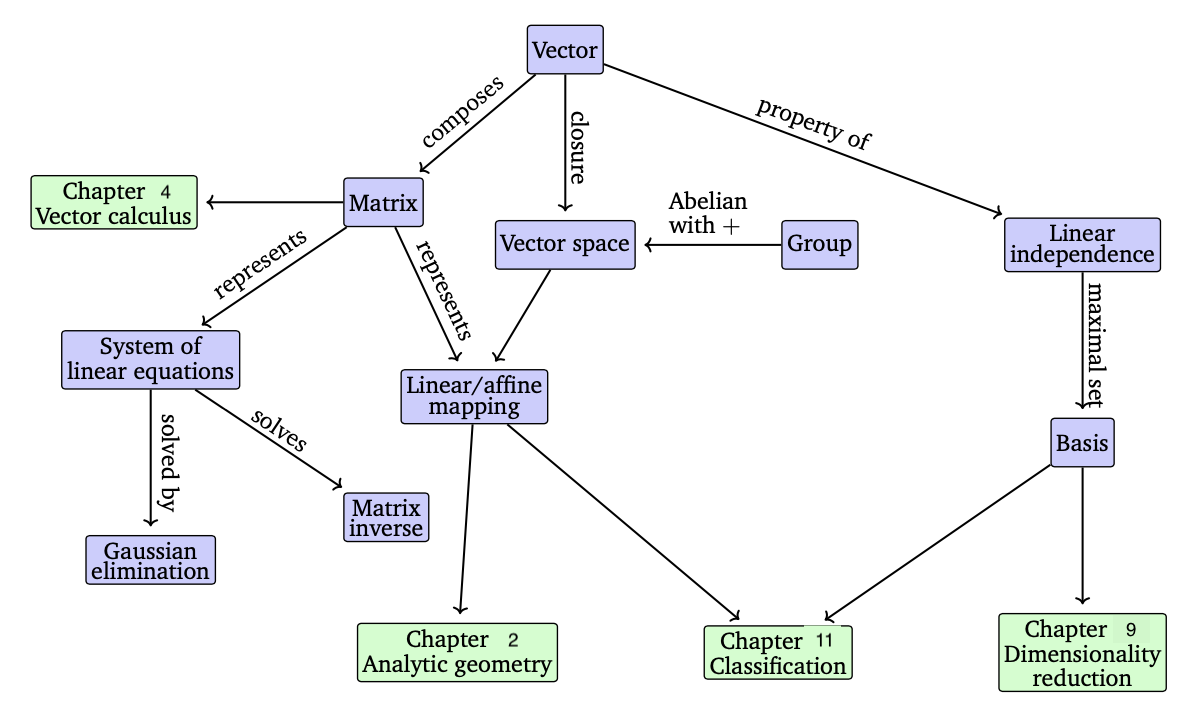 Vector
composes
closure
property of
Chapter 4
Vector calculus
Matrix
Abelian
with +
Vector space
Group
Linear
independence
represents
represents
maximal set
System of
linear equations
Linear/affine
mapping
solved by
solves
Basis
Matrix
inverse
Gaussian
elimination
Chapter 2
Analytic geometry
Chapter 11
Classification
Chapter 9
Dimensionality
reduction